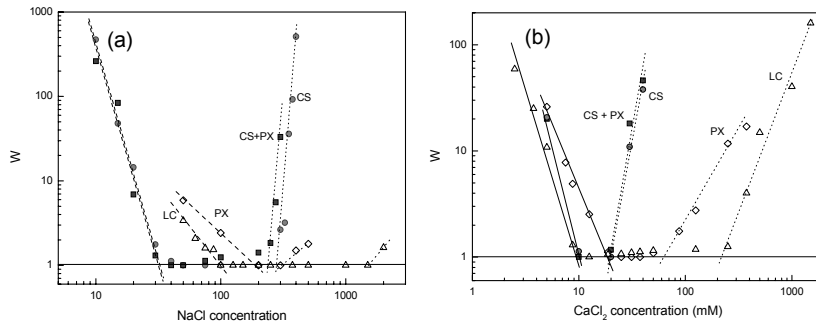 (a)
1000
100
10
1
W
CS+PX
CS
LC
PX
10
100
1000
NaCl concentration
(b)
100
10
1
W
LC
PX
CS + PX
CS
1
10
100
1000
CaCl₂ concentration (mM)